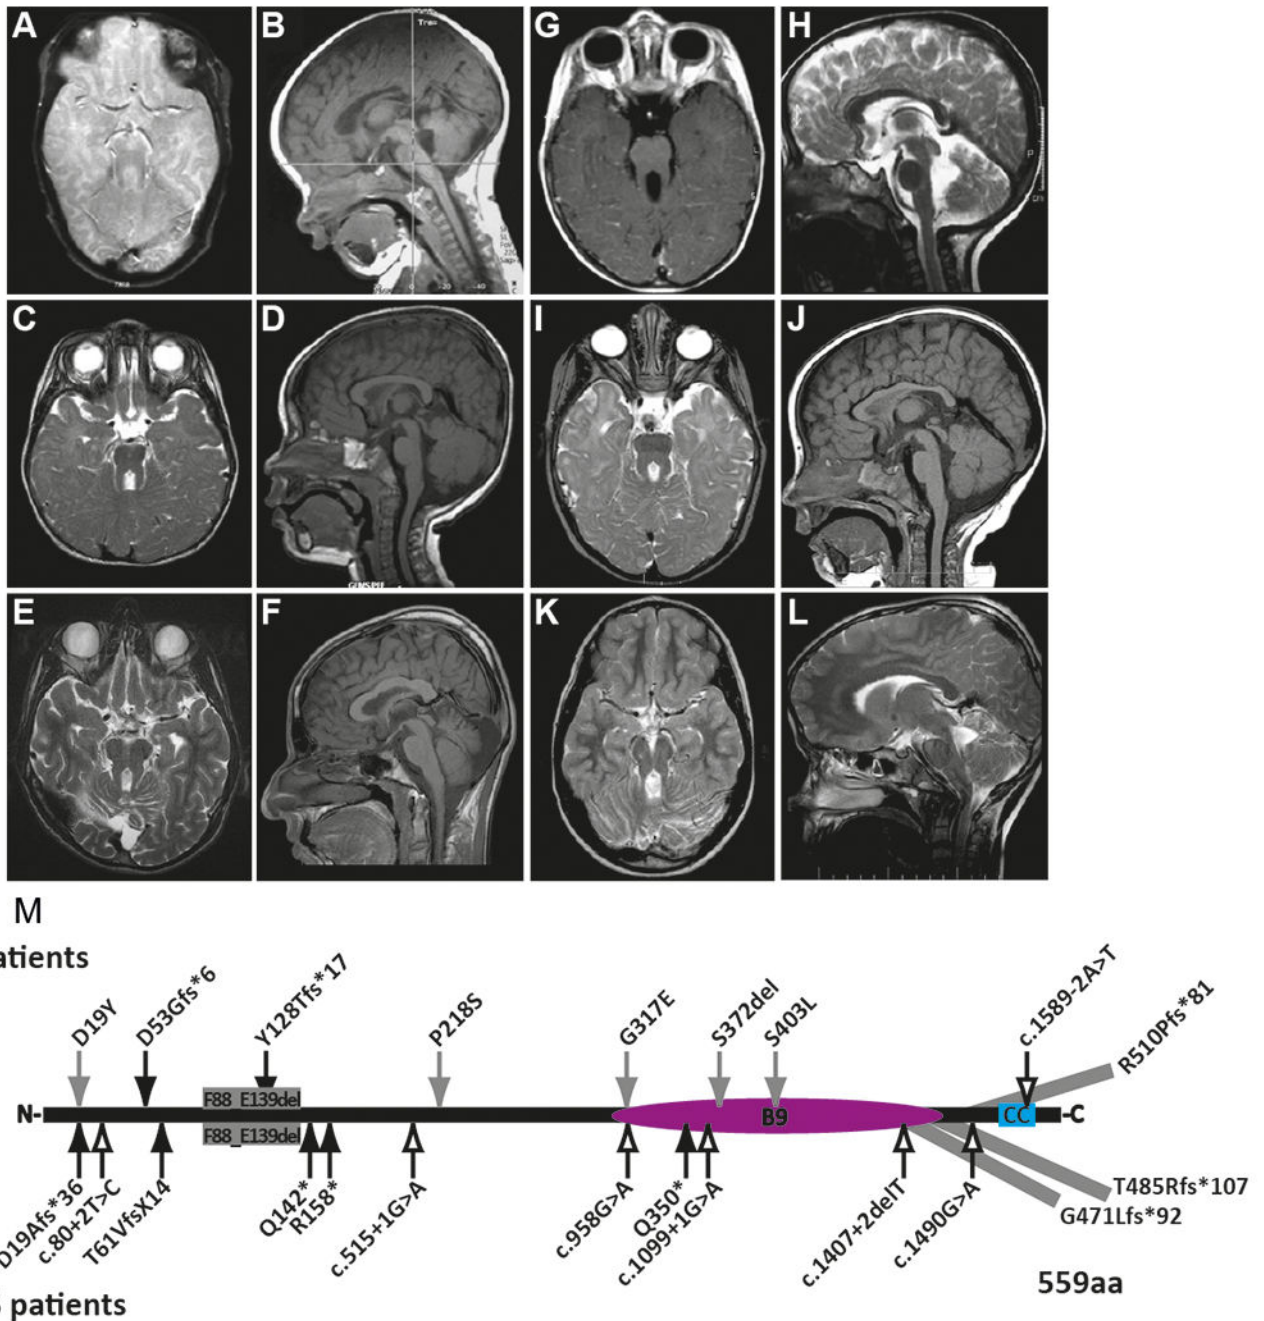 A
B
G
H
Tra=
C
D
I
J
E
F
K
L
M
atients
D19Y
D53Gfs*6
Y128Tfs*17
P218S
G317E
S372del
S403L
c.1589-2A>T
R510Pfs*81
F88_E139del
N-
B9
CC
-C
F88_E139del
D19Afs*36
c.80+2T>C
T61VfsX14
Q142*
R158*
c.515+1G>A
c.958G>A
Q350*
c.1099+1G>A
c.1407+2delT
c.1490G>A
T485Rfs*107
G471Lfs*92
559aa
patients